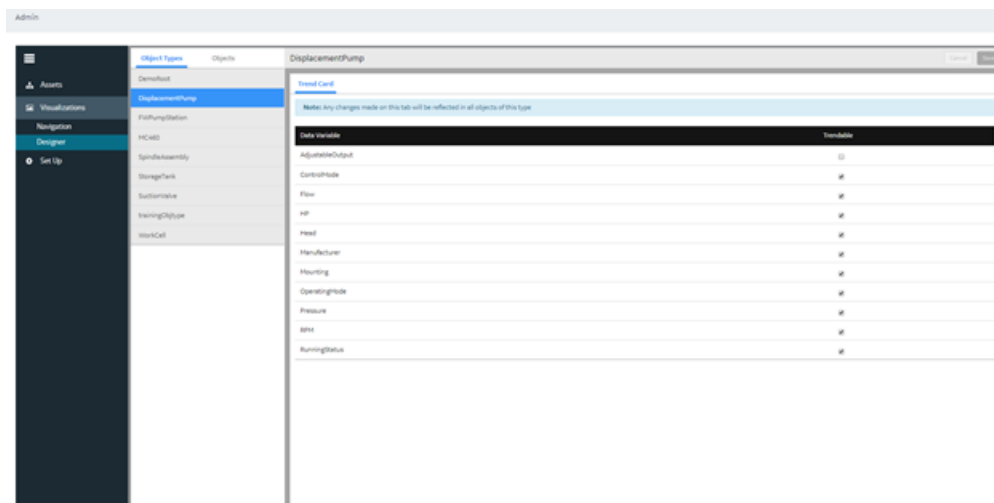 Admin
Assets
Visualizations
Navigation
Designer
Set Up
Object Types Objects
DemoRoot
DisplacementPump
FWPumpStation
MC460
SpindleAssembly
StorageTank
SuctionValve
trainingObjtype
WorkCell
DisplacementPump
Cancel
Trend Card
Note: Any changes made on this tab will be reflected in all objects of this type
Data Variable Trendable
AdjustableOutput
ControlMode
Flow
HP
Head
Manufacturer
Mounting
OperatingMode
Pressure
RPM
RunningStatus